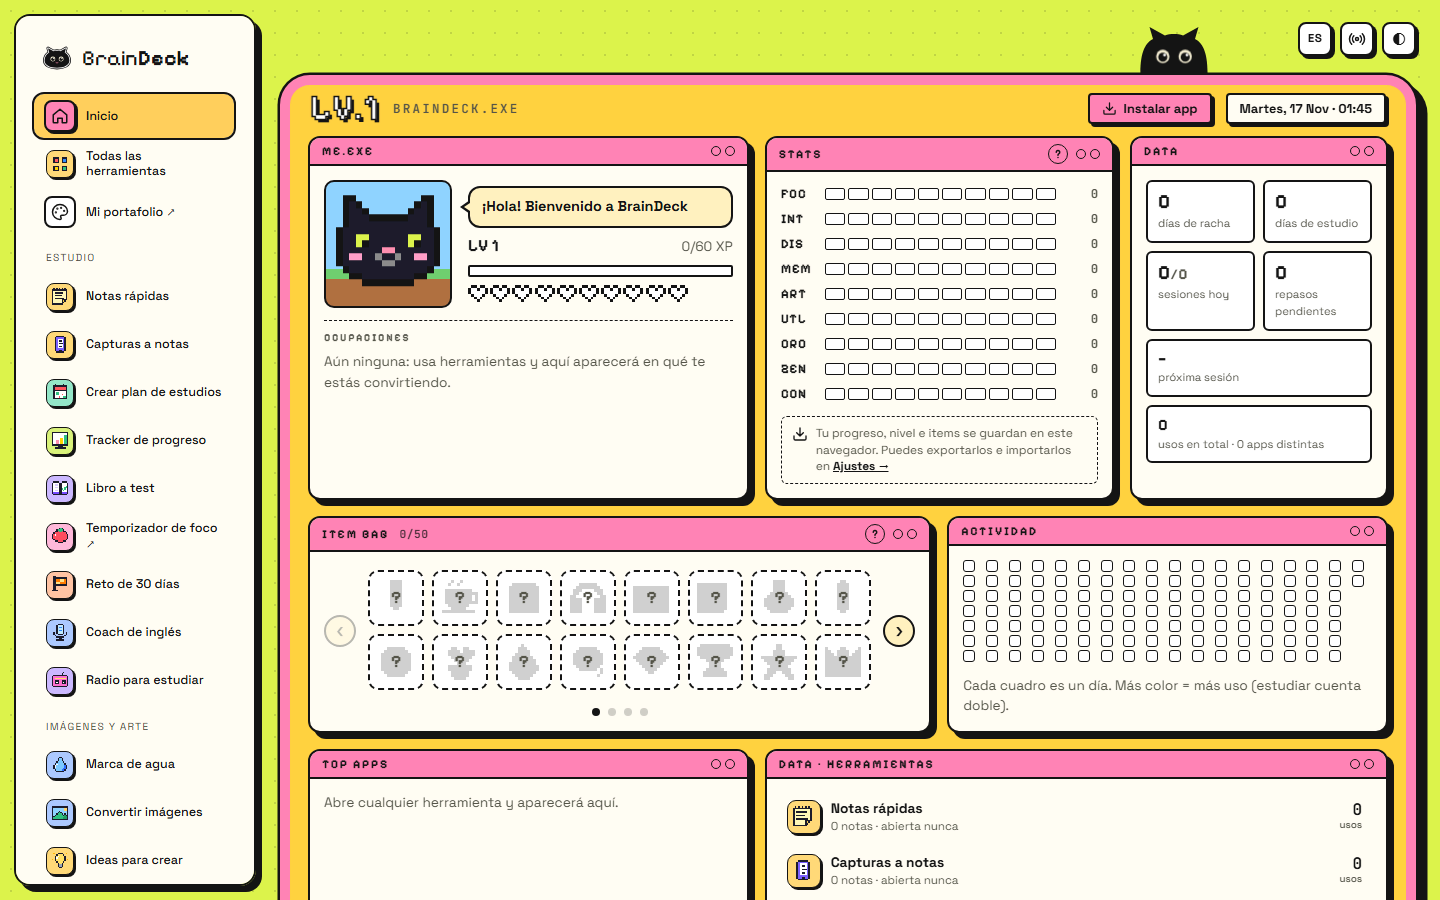 BrainDeck
Inicio
Todas las
herramientas
Mi portafolio ↗
ESTUDIO
Notas rápidas
Capturas a notas
Crear plan de estudios
Tracker de progreso
Libro a test
Temporizador de foco
↗
Reto de 30 días
Coach de inglés
Radio para estudiar
IMÁGENES Y ARTE
Marca de agua
Convertir imágenes
Ideas para crear
ES
LV.1 BRAINDECK.EXE
Instalar app
Martes, 17 Nov · 01:45
ME.EXE
¡Hola! Bienvenido a BrainDeck
LV 1 0/60 XP
OCUPACIONES
Aún ninguna: usa herramientas y aquí aparecerá en qué te
estás convirtiendo.
STATS ?
FOO 0
INT 0
DIS 0
MEM 0
ART 0
UTL 0
ORO 0
ZEN 0
CON 0
Tu progreso, nivel e items se guardan en este
navegador. Puedes exportarlos e importarlos
en Ajustes →
DATA
0
días de racha
0
días de estudio
0/0
sesiones hoy
0
repasos
pendientes
-
próxima sesión
0
usos en total · 0 apps distintas
ITEM BAG 0/50 ?
? ? ? ? ? ? ? ?
‹ ›
? ? ? ? ? ? ? ?
ACTIVIDAD
Cada cuadro es un día. Más color = más uso (estudiar cuenta
doble).
TOP APPS
Abre cualquier herramienta y aparecerá aquí.
DATA · HERRAMIENTAS
Notas rápidas
0 notas · abierta nunca
0
usos
Capturas a notas
0 notas · abierta nunca
0
usos